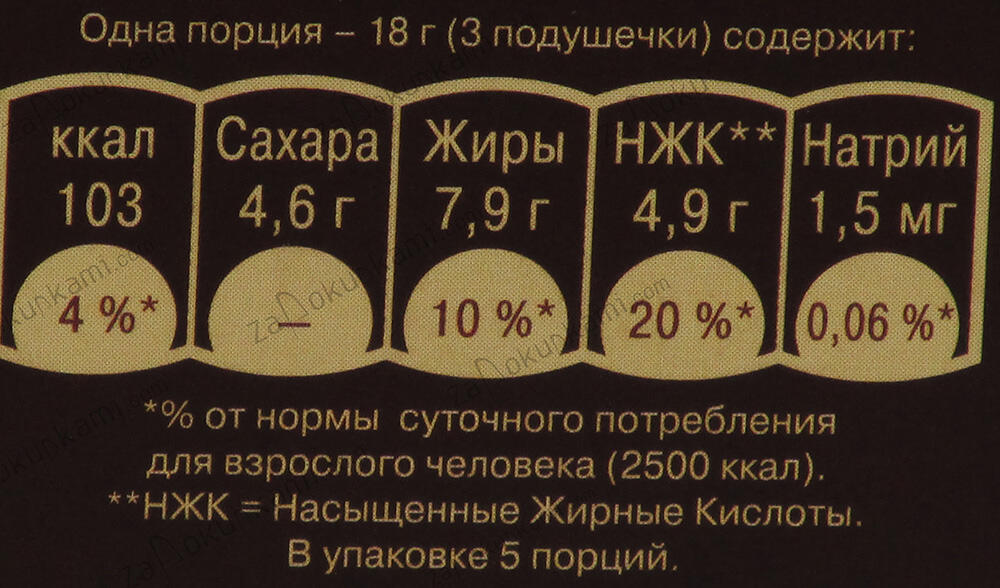 Одна порция – 18 г (3 подушечки) содержит:
ккал Сахара Жиры НЖК** Натрий
103 4,6 г 7,9 г 4,9 г 1,5 мг
4 %* – 10 %* 20 %* 0,06 %*
*% от нормы суточного потребления
для взрослого человека (2500 ккал).
**НЖК = Насыщенные Жирные Кислоты.
В упаковке 5 порций.
zaпokunkami.com